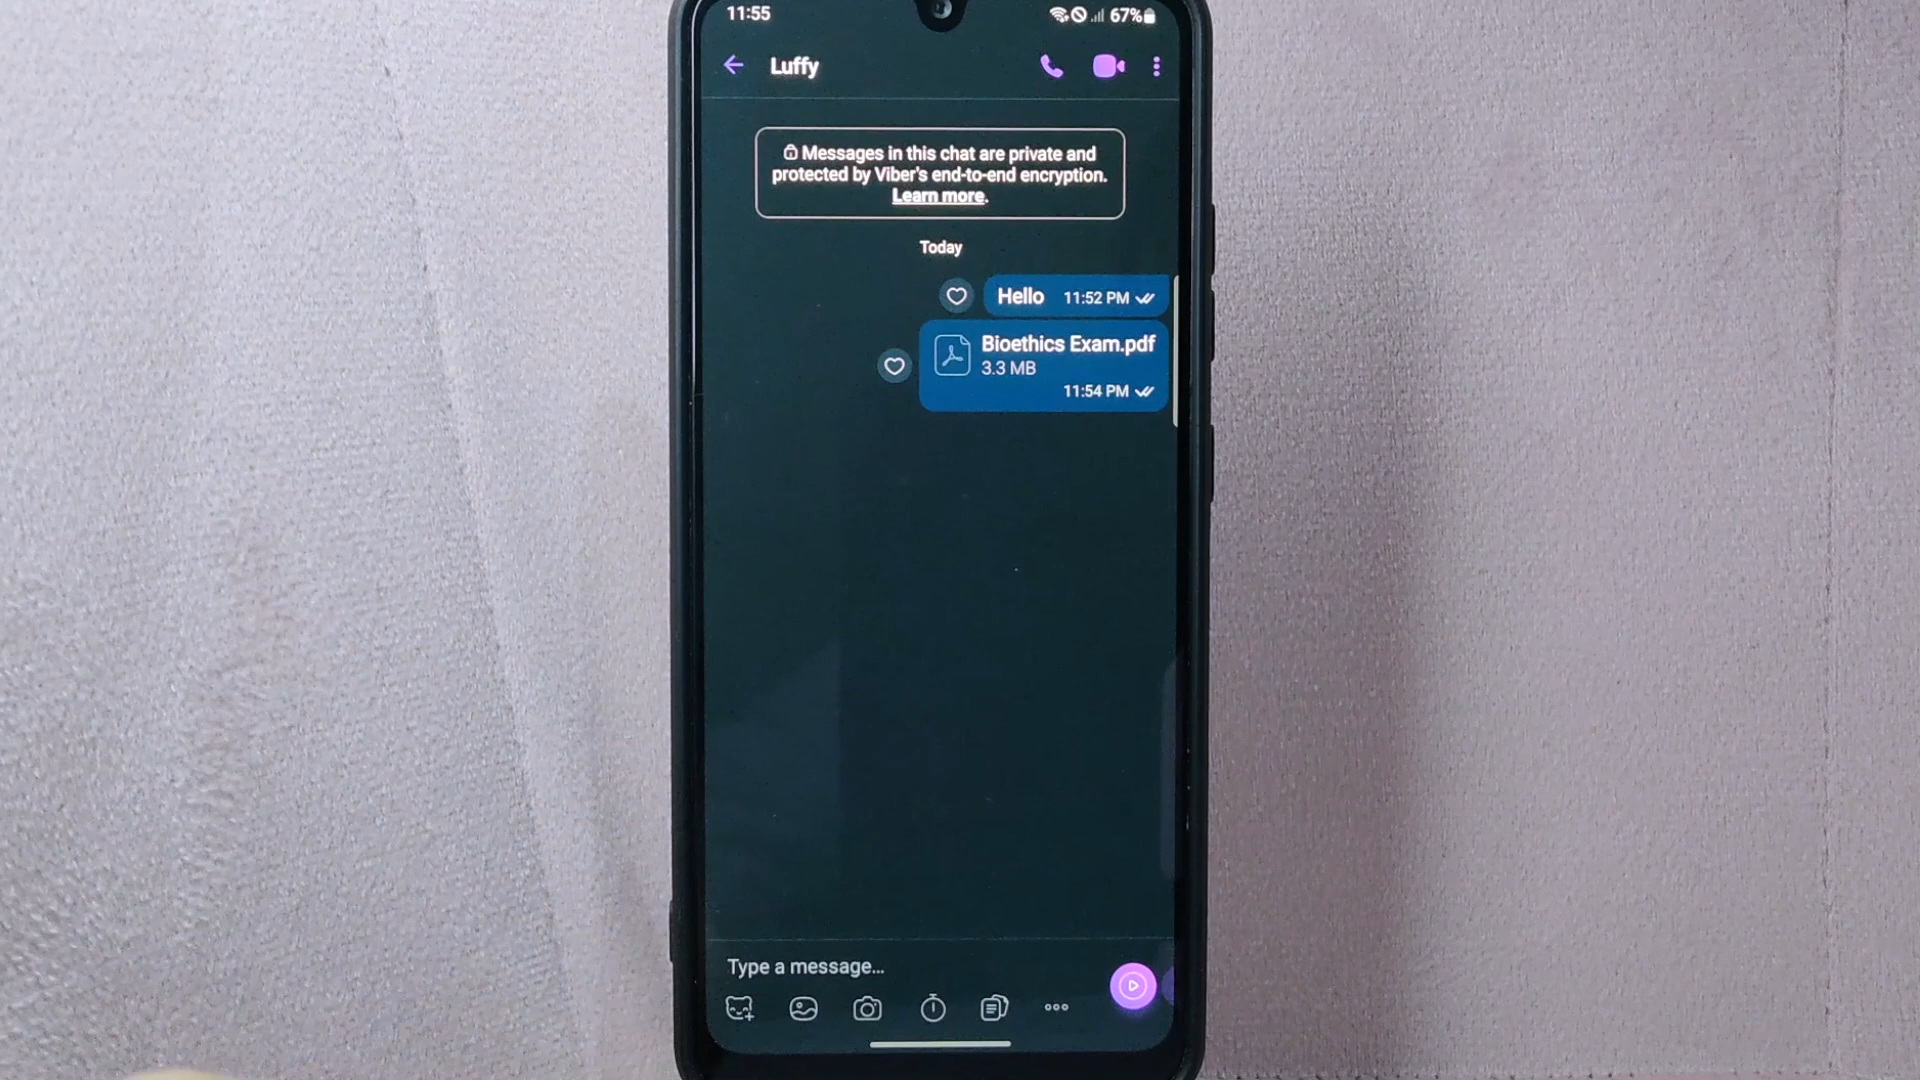 11:55 67%
Luffy
Messages in this chat are private and
protected by Viber's end-to-end encryption.
Learn more.
Today
Hello 11:52 PM
Bioethics Exam.pdf
3.3 MB
11:54 PM
Type a message...